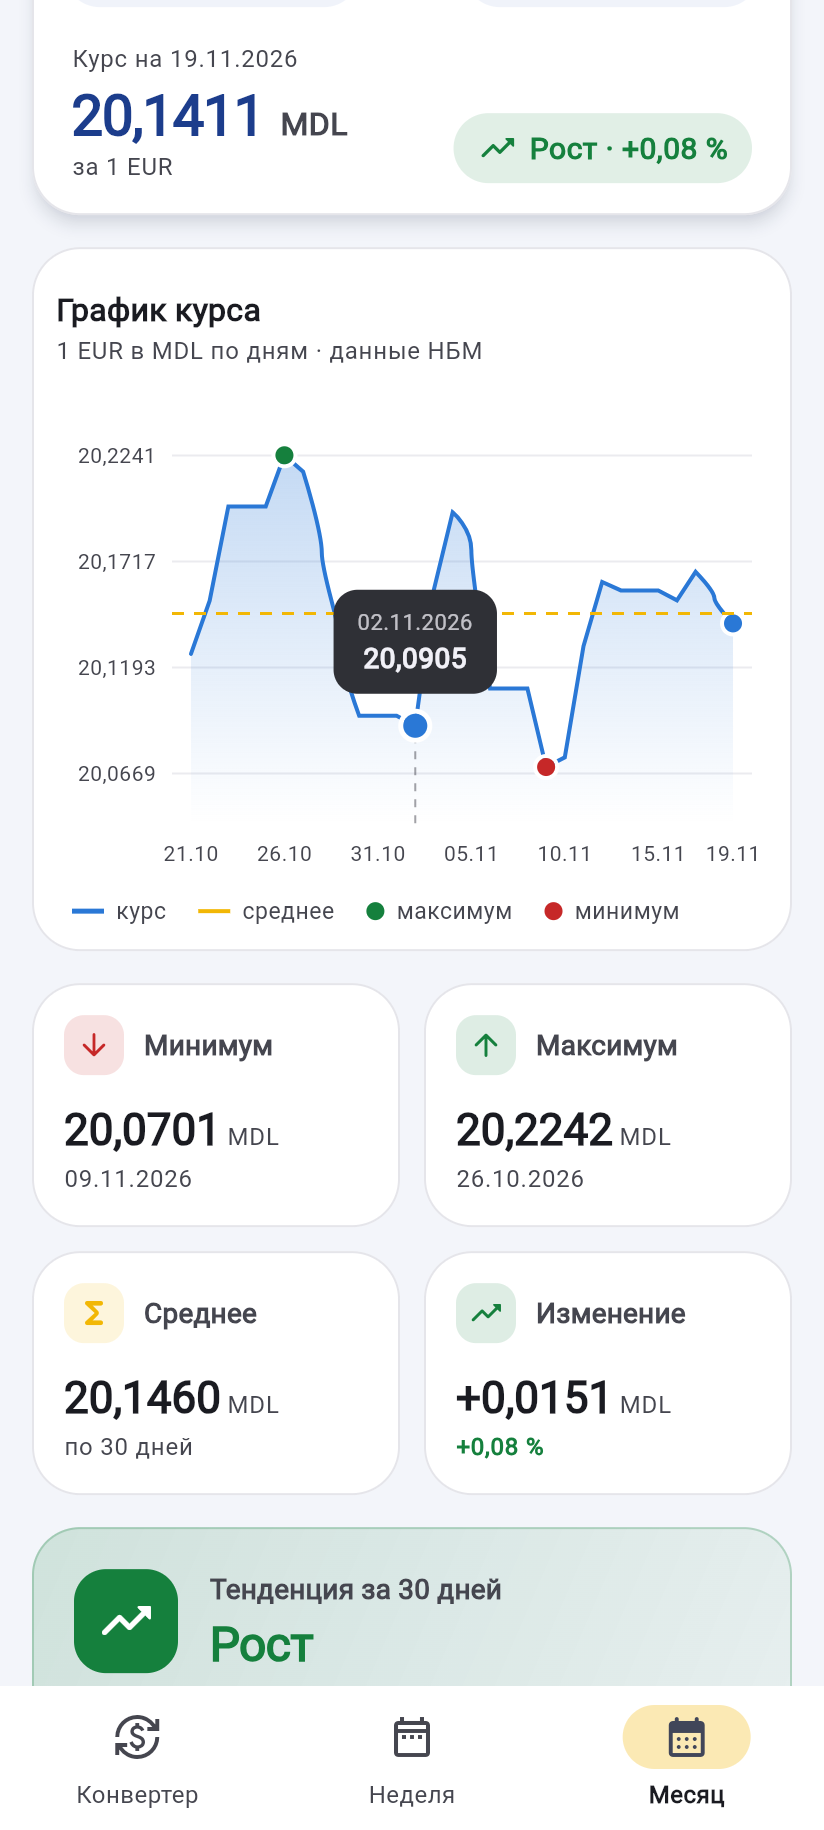 Курс на 19.11.2026
20,1411 MDL
за 1 EUR
Рост · +0,08 %
График курса
1 EUR в MDL по дням · данные НБМ
20,2241
20,1717
20,1193
20,0669
02.11.2026
20,0905
21.10 26.10 31.10 05.11 10.11 15.11 19.11
курс среднее максимум минимум
Минимум
20,0701 MDL
09.11.2026
Максимум
20,2242 MDL
26.10.2026
Σ Среднее
20,1460 MDL
по 30 дней
Изменение
+0,0151 MDL
+0,08 %
Тенденция за 30 дней
Рост
Конвертер Неделя Месяц